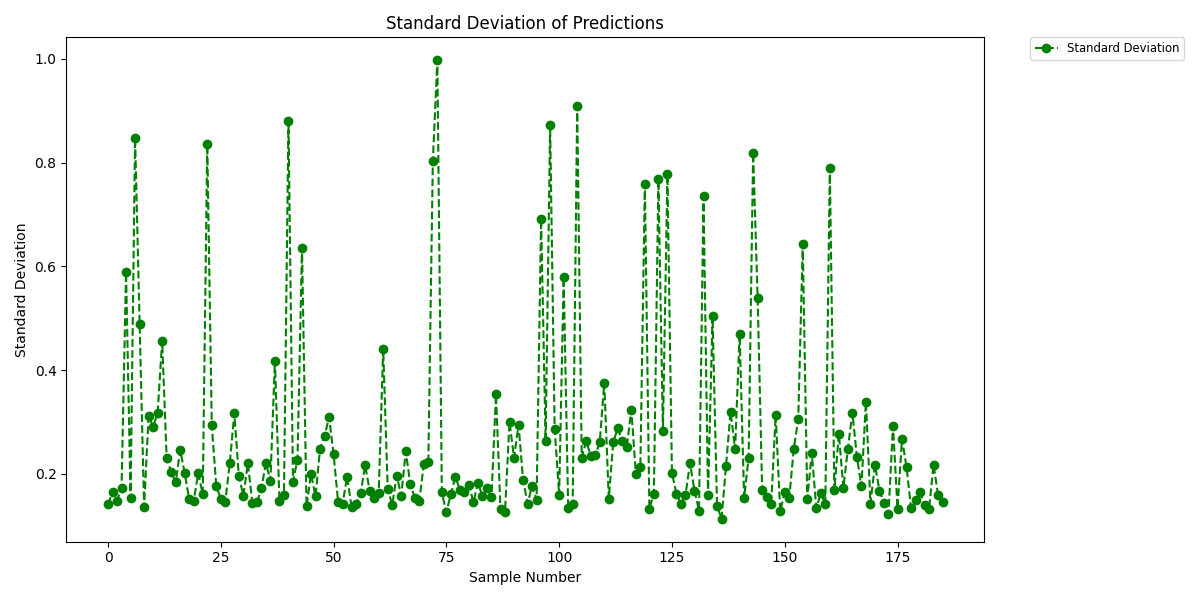 Standard Deviation of Predictions
Standard Deviation
1.0
0.8
0.6
0.4
0.2
Standard Deviation
0 25 50 75 100 125 150 175
Sample Number